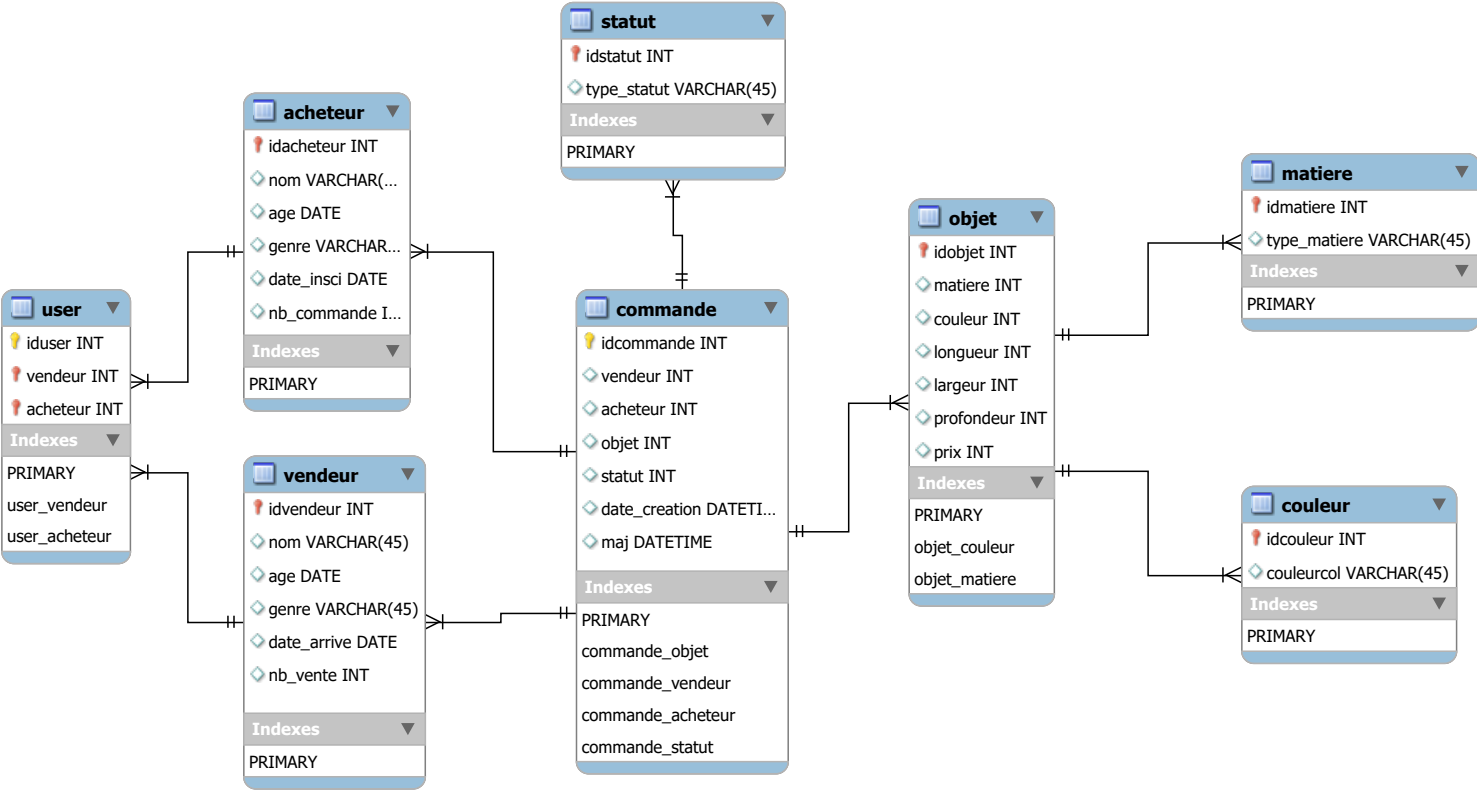 statut
idstatut INT
type_statut VARCHAR(45)
Indexes
PRIMARY
acheteur
idacheteur INT
nom VARCHAR(...
age DATE
genre VARCHAR...
date_insci DATE
nb_commande I...
Indexes
PRIMARY
user
iduser INT
vendeur INT
acheteur INT
Indexes
PRIMARY
user_vendeur
user_acheteur
vendeur
idvendeur INT
nom VARCHAR(45)
age DATE
genre VARCHAR(45)
date_arrive DATE
nb_vente INT
Indexes
PRIMARY
commande
idcommande INT
vendeur INT
acheteur INT
objet INT
statut INT
date_creation DATETI...
maj DATETIME
Indexes
PRIMARY
commande_objet
commande_vendeur
commande_acheteur
commande_statut
objet
idobjet INT
matiere INT
couleur INT
longueur INT
largeur INT
profondeur INT
prix INT
Indexes
PRIMARY
objet_couleur
objet_matiere
matiere
idmatiere INT
type_matiere VARCHAR(45)
Indexes
PRIMARY
couleur
idcouleur INT
couleurcol VARCHAR(45)
Indexes
PRIMARY